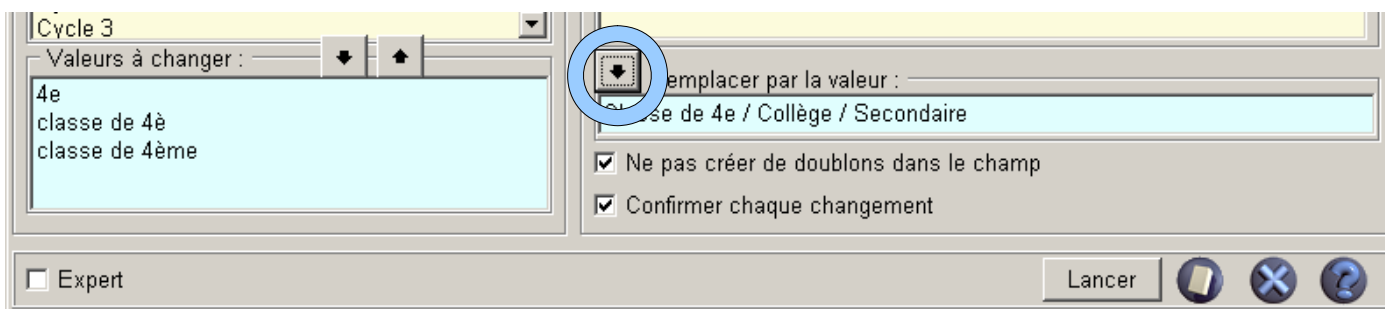 Cycle 3
Valeurs à changer :
4e
classe de 4è
classe de 4ème
emplacer par la valeur :
se de 4e / Collège / Secondaire
Ne pas créer de doublons dans le champ
Confirmer chaque changement
Expert
Lancer